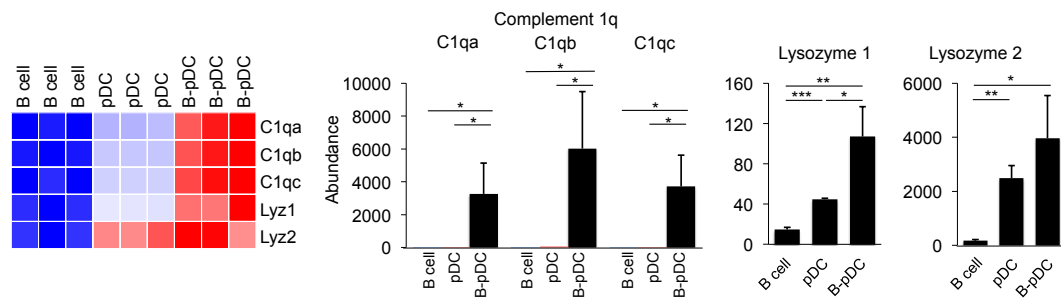 B cell
B cell
B cell
pDC
pDC
pDC
B-pDC
B-pDC
B-pDC
C1qa
C1qb
C1qc
Lyz1
Lyz2
Complement 1q
C1qa
C1qb
C1qc
Abundance
10000
8000
6000
4000
2000
0
*
*
*
*
*
*
B cell
pDC
B-pDC
B cell
pDC
B-pDC
B cell
pDC
B-pDC
Lysozyme 1
160
120
80
40
0
**
***
*
B cell
pDC
B-pDC
Lysozyme 2
6000
4000
2000
0
*
**
B cell
pDC
B-pDC